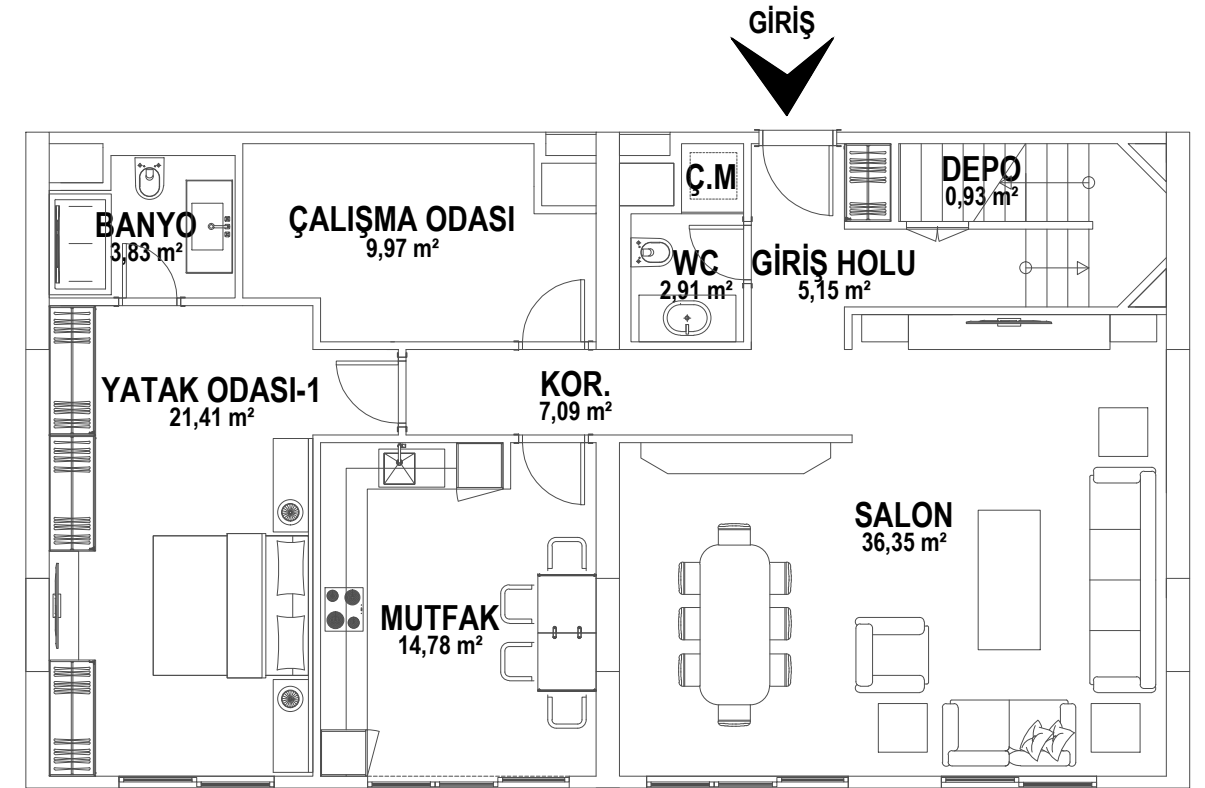 GİRİŞ
BANYO
3,83 m²
ÇALIŞMA ODASI
9,97 m²
Ç.M
DEPO
0,93 m²
WC
2,91 m²
GİRİŞ HOLU
5,15 m²
YATAK ODASI-1
21,41 m²
KOR.
7,09 m²
SALON
36,35 m²
MUTFAK
14,78 m²